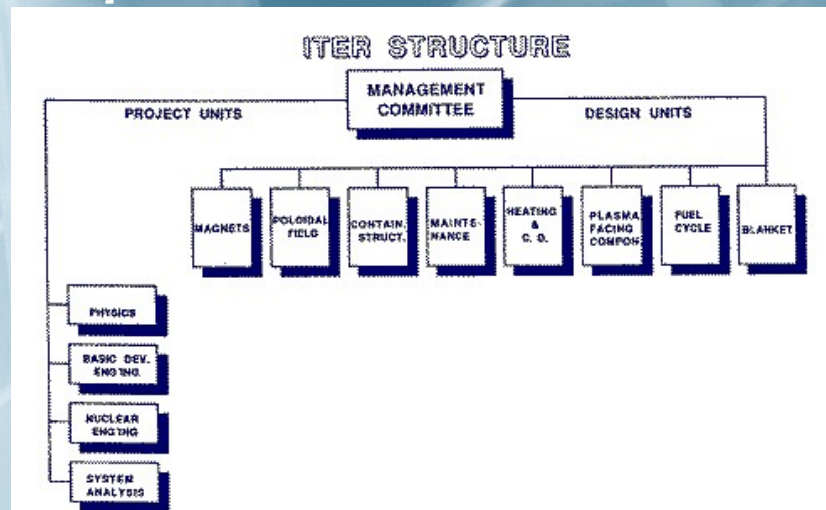 ITER STRUCTURE
MANAGEMENT
COMMITTEE
PROJECT UNITS
DESIGN UNITS
MAGNETS
POLOIDAL
FIELD
CONTAIN.
STRUCT.
MAINTE-
NANCE
HEATING
&
C. D.
PLASMA
FACING
COMPON.
FUEL
CYCLE
BLANKET
PHYSICS
BASIC DEV.
ENG'ING.
NUCLEAR
ENG'ING
SYSTEM
ANALYSIS